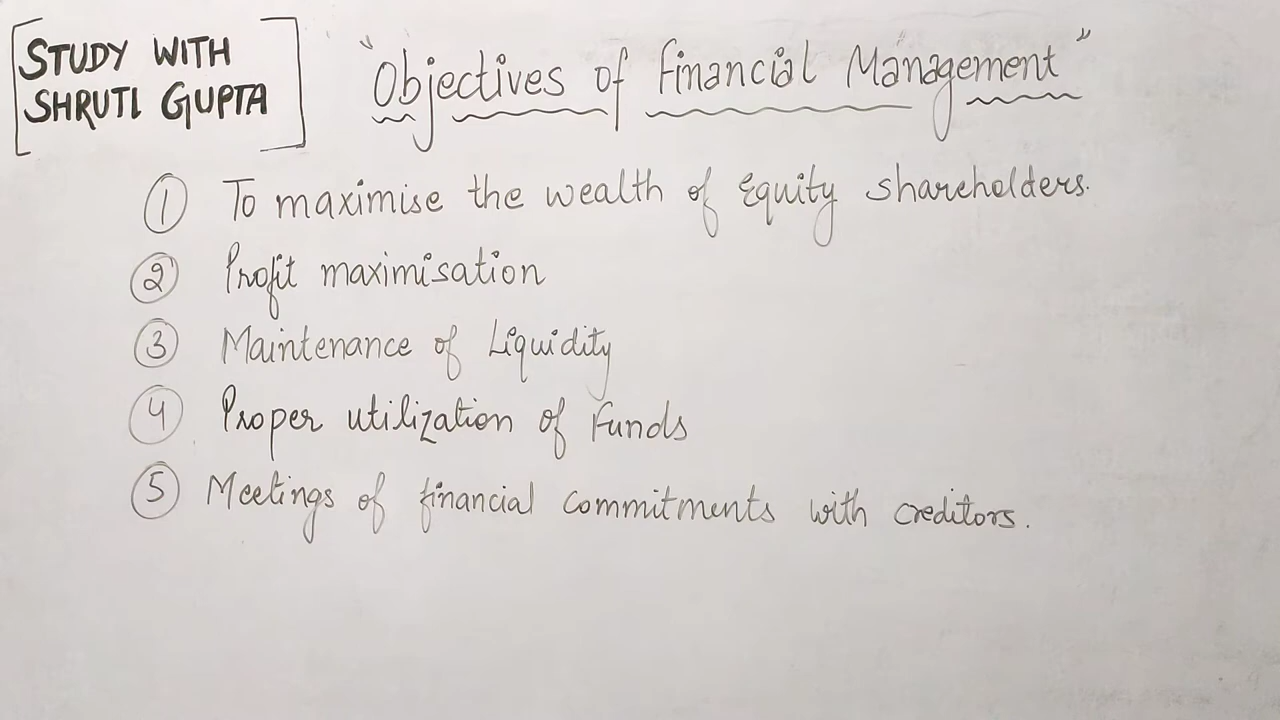 STUDY WITH
SHRUTI GUPTA
"Objectives of Financial Management"
① To maximise the wealth of Equity shareholders.
② Profit maximisation
③ Maintenance of Liquidity
④ Proper utilization of Funds
⑤ Meetings of financial commitments with creditors.